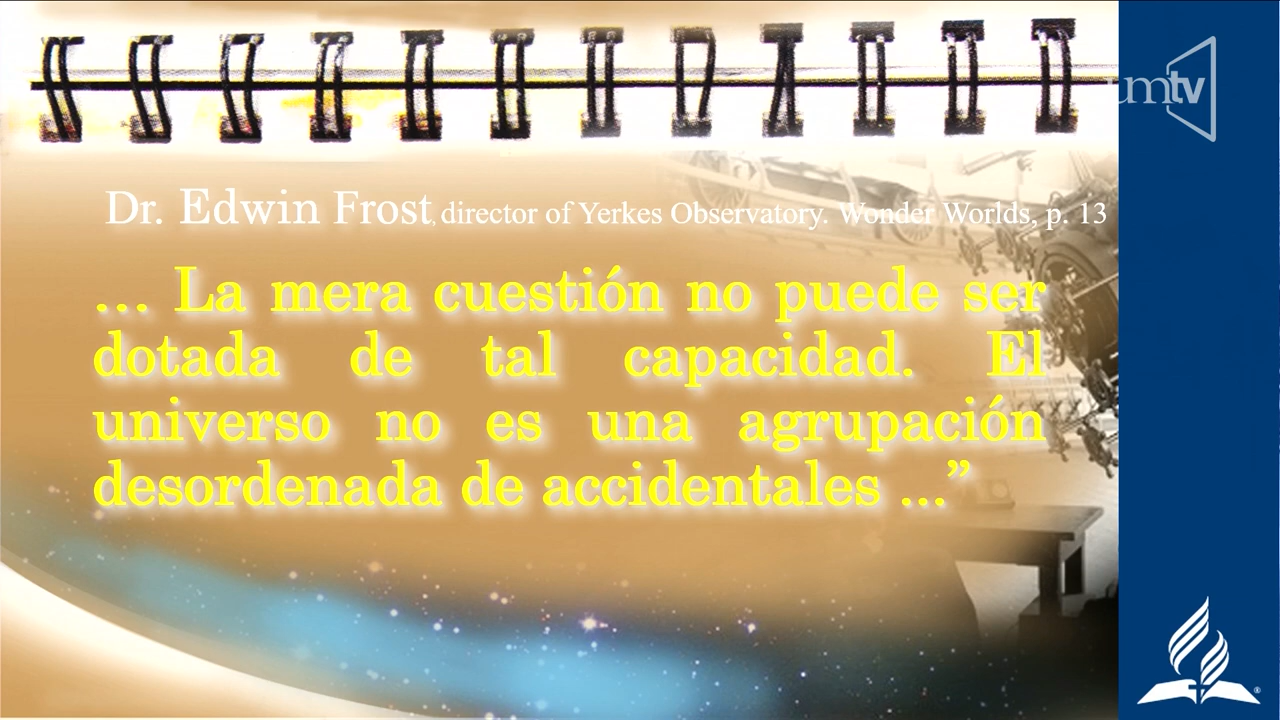 umtv
Dr. Edwin Frost, director of Yerkes Observatory. Wonder Worlds, p. 13
… La mera cuestión no puede ser
dotada de tal capacidad. El
universo no es una agrupación
desordenada de accidentales ...”
®